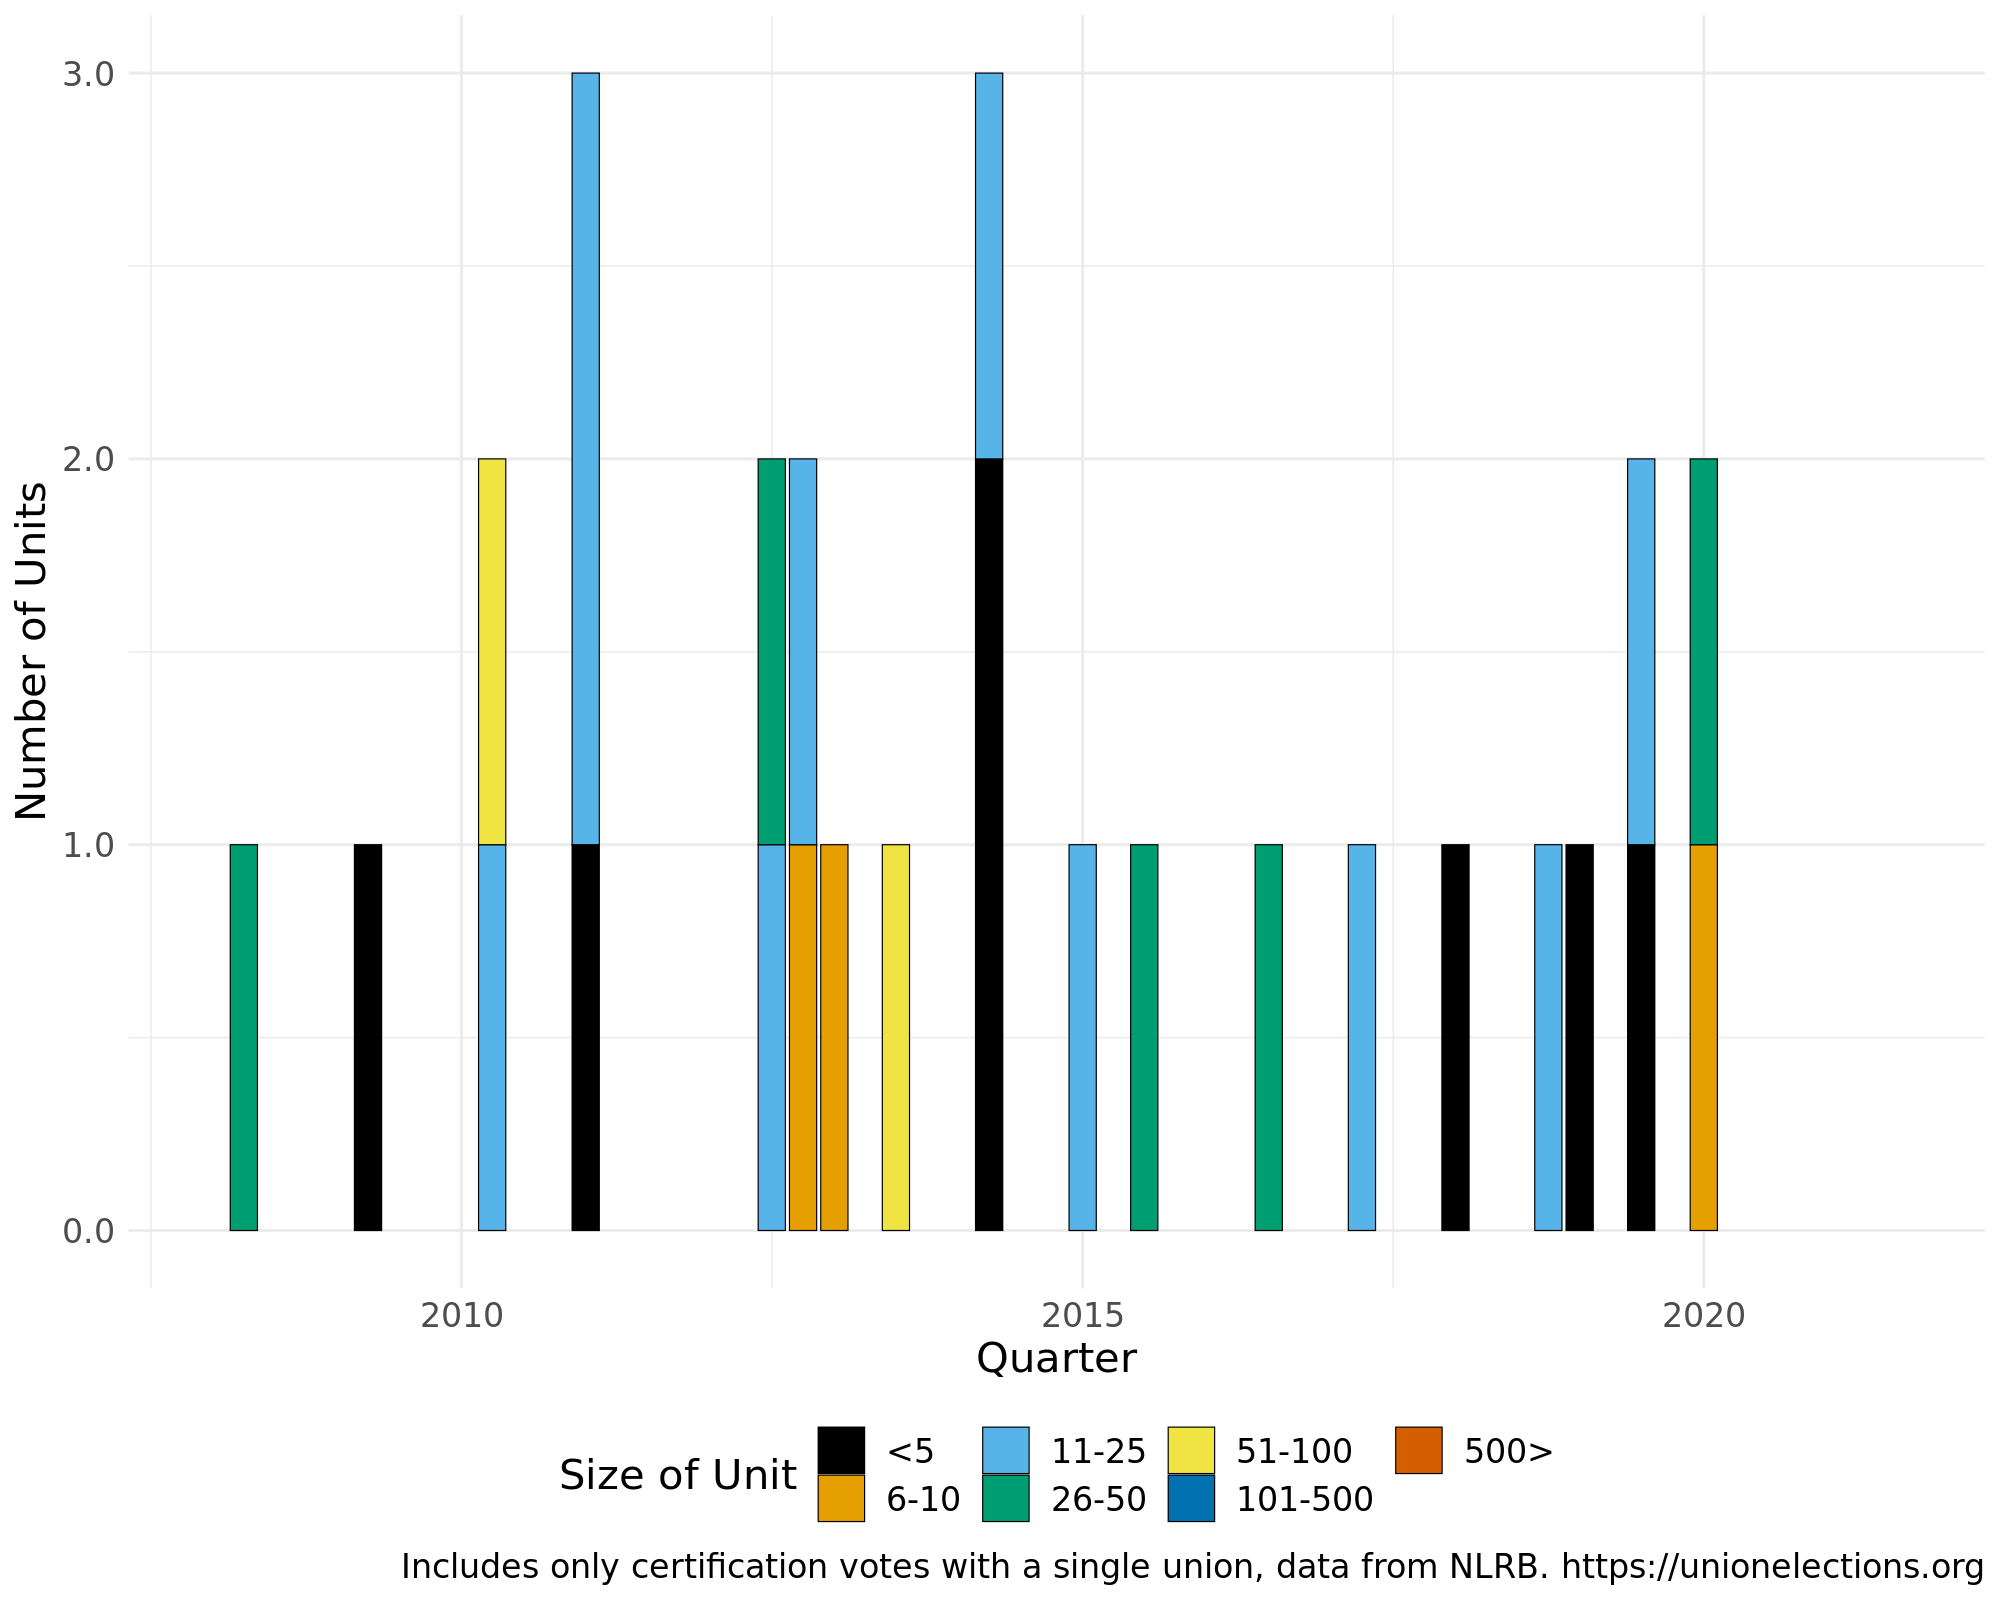 3.0
2.0
1.0
0.0
Number of Units
2010 2015 2020
Quarter
Size of Unit
<5 11-25 51-100 500>
6-10 26-50 101-500
Includes only certification votes with a single union, data from NLRB. https://unionelections.org